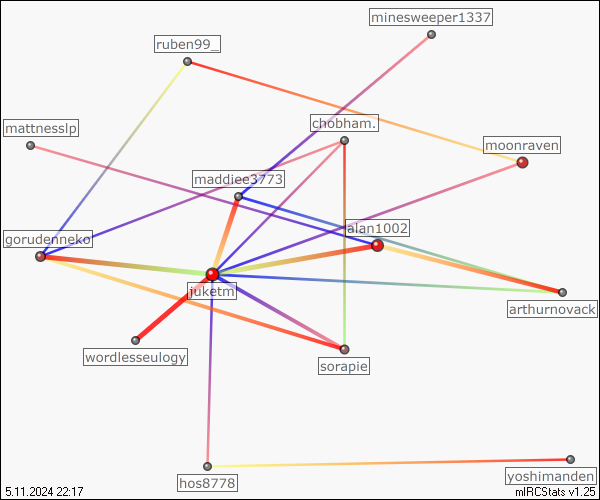 minesweeper1337
ruben99_
chobham.
mattnesslp
moonraven
maddiee3773
alan1002
gorudenneko
juketm
arthurnovack
wordlesseulogy
sorapie
hos8778
yoshimanden
5.11.2024 22:17
mIRCStats v1.25